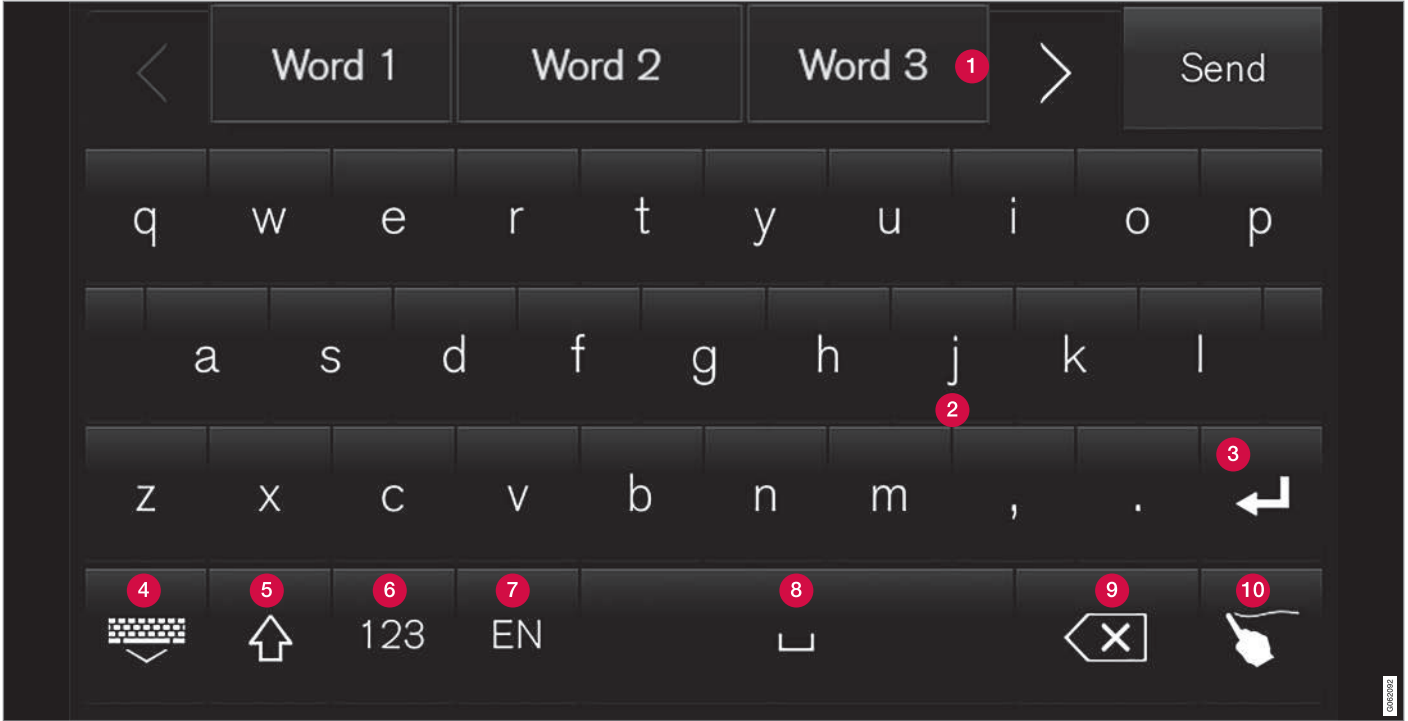 Word 1 Word 2 Word 3 1 Send
q w e r t y u i o p
a s d f g h j k l
2
3
z x c v b n m , .
4 5 6 7 8 9 10
123 EN
G062092